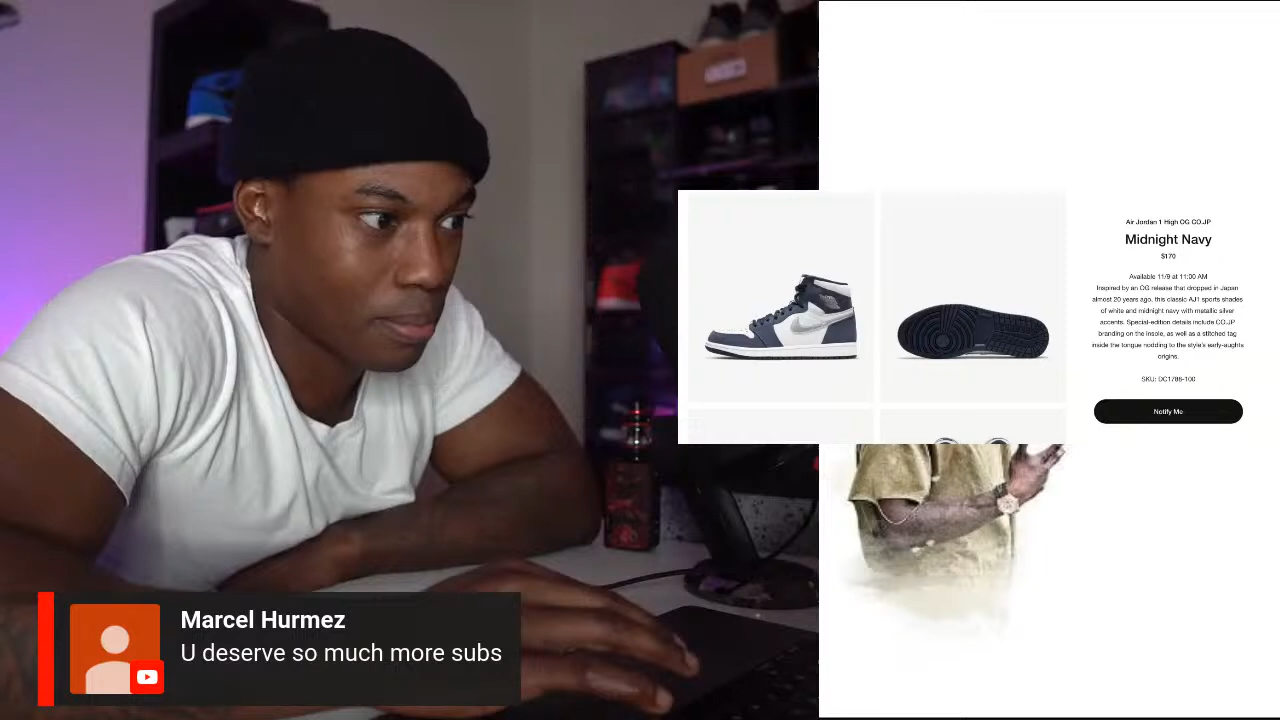 Air Jordan 1 High OG CO.JP
Midnight Navy
$170
Available 11/9 at 11:00 AM
Inspired by an OG release that dropped in Japan
almost 20 years ago, this classic AJ1 sports shades
of white and midnight navy with metallic silver
accents. Special-edition details include CO.JP
branding on the insole, as well as a stitched tag
inside the tongue nodding to the style's early-aughts
origins.
SKU: DC1788-100
Notify Me
Marcel Hurmez
U deserve so much more subs